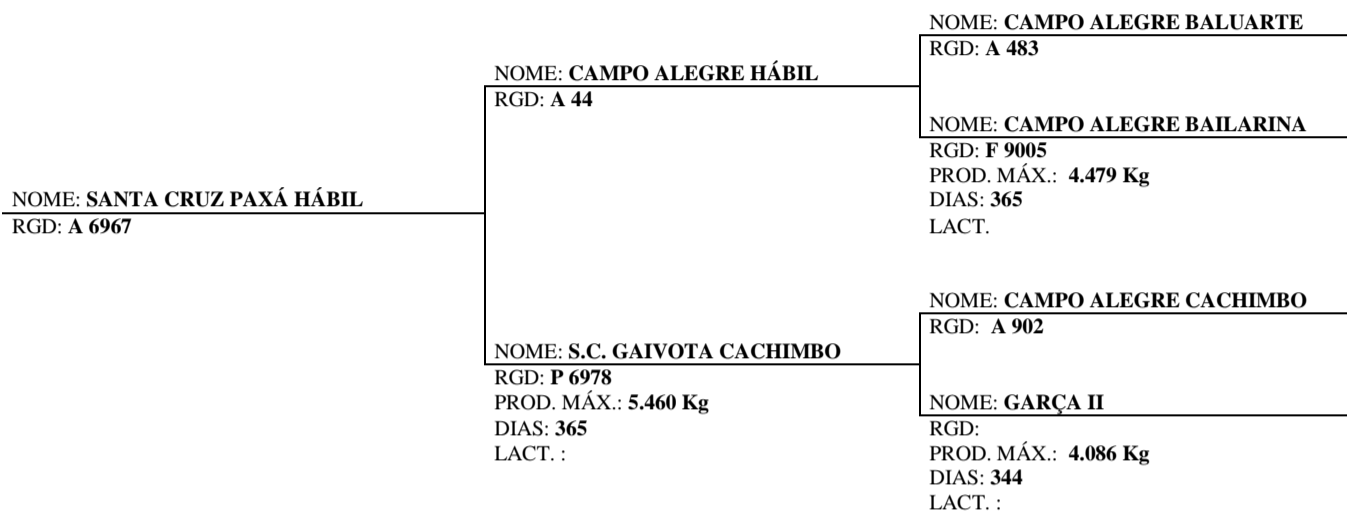 NOME: CAMPO ALEGRE BALUARTE
RGD: A 483
NOME: CAMPO ALEGRE HÁBIL
RGD: A 44
NOME: CAMPO ALEGRE BAILARINA
RGD: F 9005
PROD. MÁX.: 4.479 Kg
DIAS: 365
LACT.
NOME: SANTA CRUZ PAXÁ HÁBIL
RGD: A 6967
NOME: CAMPO ALEGRE CACHIMBO
RGD: A 902
NOME: S.C. GAIVOTA CACHIMBO
RGD: P 6978
PROD. MÁX.: 5.460 Kg
DIAS: 365
LACT. :
NOME: GARÇA II
RGD:
PROD. MÁX.: 4.086 Kg
DIAS: 344
LACT. :